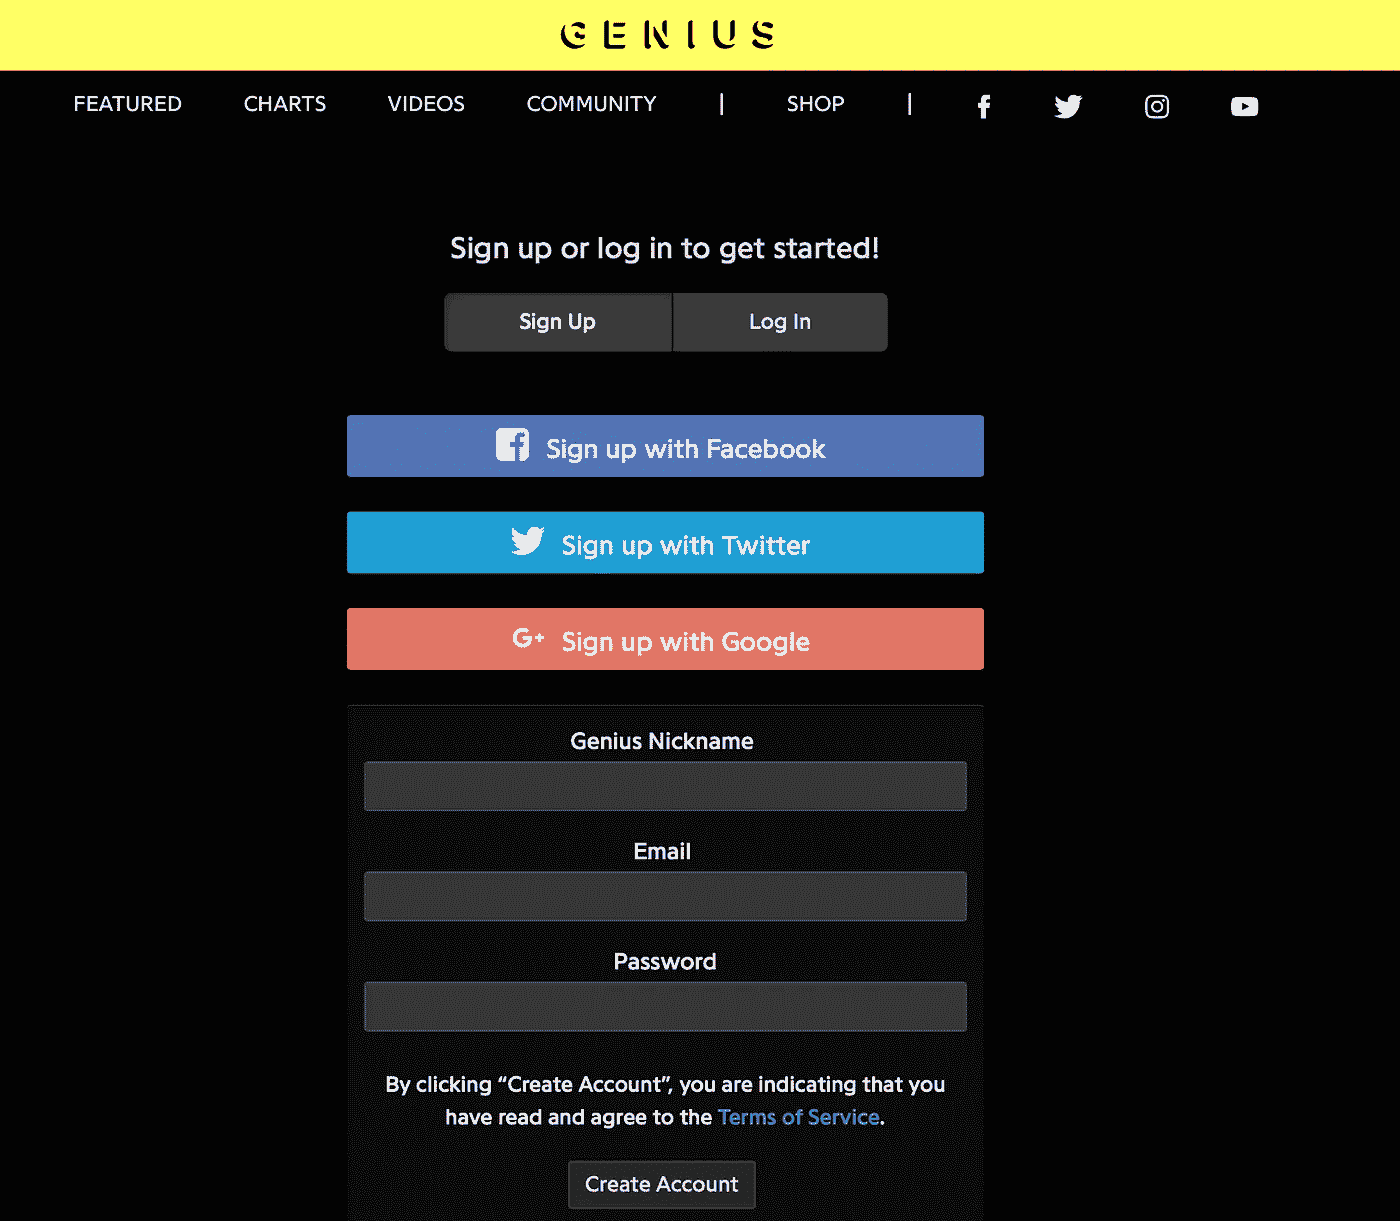 GENIUS
FEATURED CHARTS VIDEOS COMMUNITY | SHOP |
Sign up or log in to get started!
Sign Up Log In
Sign up with Facebook
Sign up with Twitter
G+ Sign up with Google
Genius Nickname
Email
Password
By clicking “Create Account”, you are indicating that you
have read and agree to the Terms of Service.
Create Account